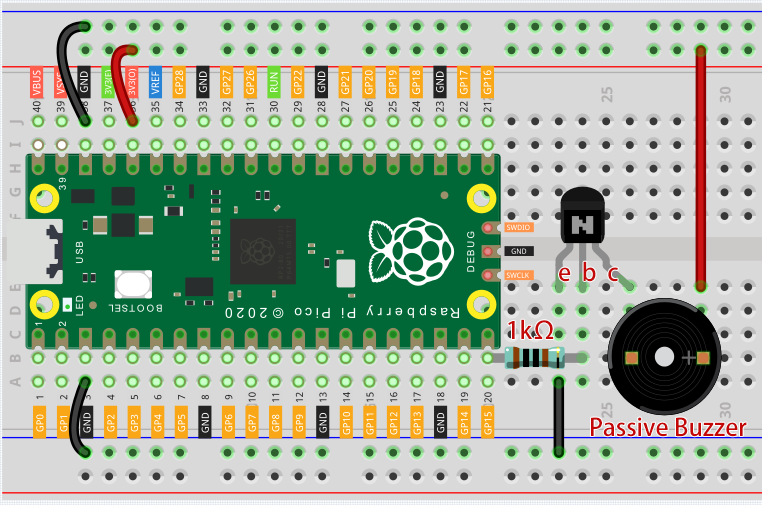 VBUS VSYS GND 3V3(E) 3V3(O) VREF GP28 GND GP27 GP26 RUN GP22 GND GP21 GP20 GP19 GP18 GND GP17 GP16
40 39 38 37 36 35 34 33 32 31 30 29 28 27 26 25 24 23 22 21
25 30
J
I
H
G
F
39
USB
DEBUG
SWDIO
GND
SWCLK
N
e b c
E
D
C
B
A
LED
BOOTSEL
Raspberry Pi Pico © 2020
1 2
1kΩ
1 2 3 4 5 6 7 8 9 10 11 12 13 14 15 16 17 18 19 20
GP0 GP1 GND GP2 GP3 GP4 GP5 GND GP6 GP7 GP8 GP9 GND GP10 GP11 GP12 GP13 GND GP14 GP15
25 30
+
Passive Buzzer